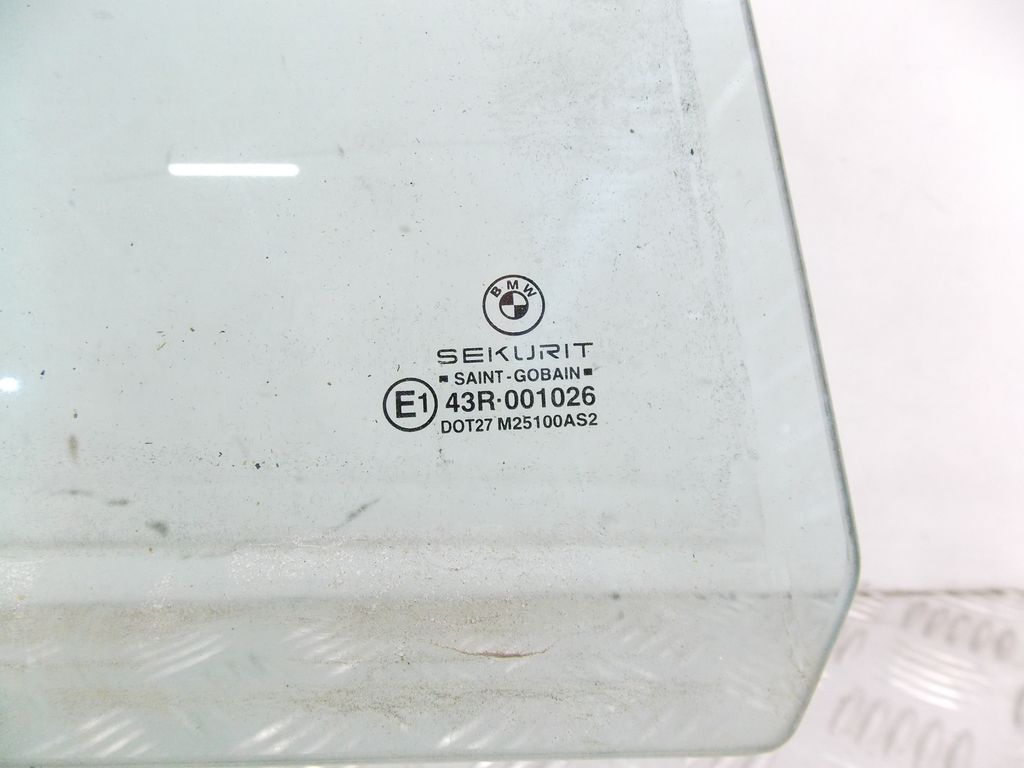 BMW
SEKURIT
SAINT-GOBAIN
E1 43R-001026
DOT27 M25100AS2